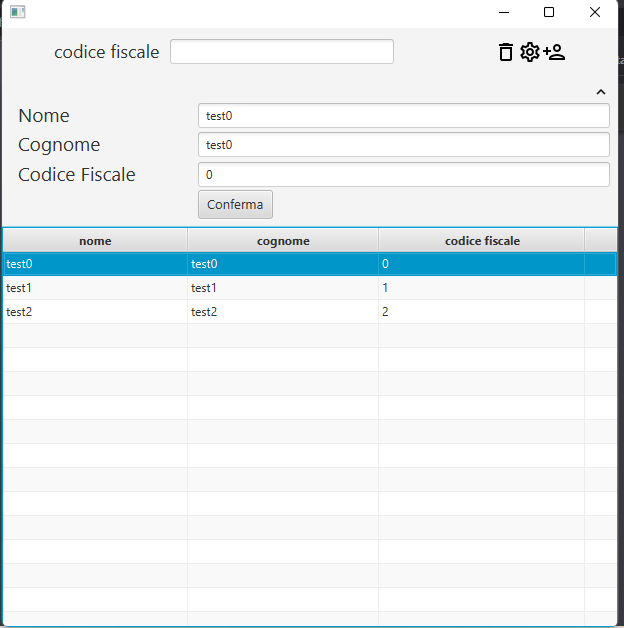 codice fiscale
Nome test0
Cognome test0
Codice Fiscale 0
Conferma
nome cognome codice fiscale
test0 test0 0
test1 test1 1
test2 test2 2